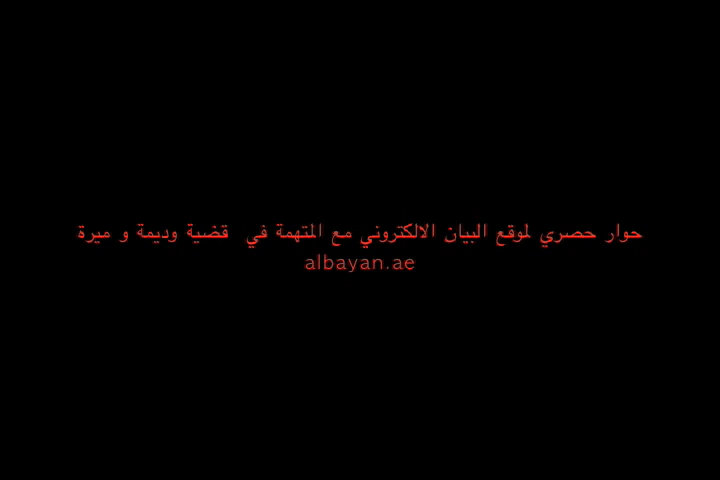 حوار حصري لموقع البيان الالكتروني مع المتهمة في قضية وديمة و ميرة
albayan.ae